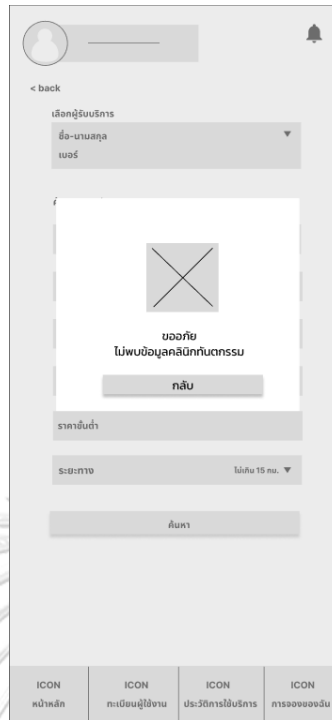 < back
เลือกผู้รับบริการ
ชื่อ-นามสกุล ▼
เบอร์
ขออภัย
ไม่พบข้อมูลคลินิกทันตกรรม
กลับ
ราคาขั้นต่ำ
ระยะทาง ไม่เกิน 15 กม. ▼
ค้นหา
ICON ICON ICON ICON
หน้าหลัก ทะเบียนผู้ใช้งาน ประวัติการใช้บริการ การจองของฉัน